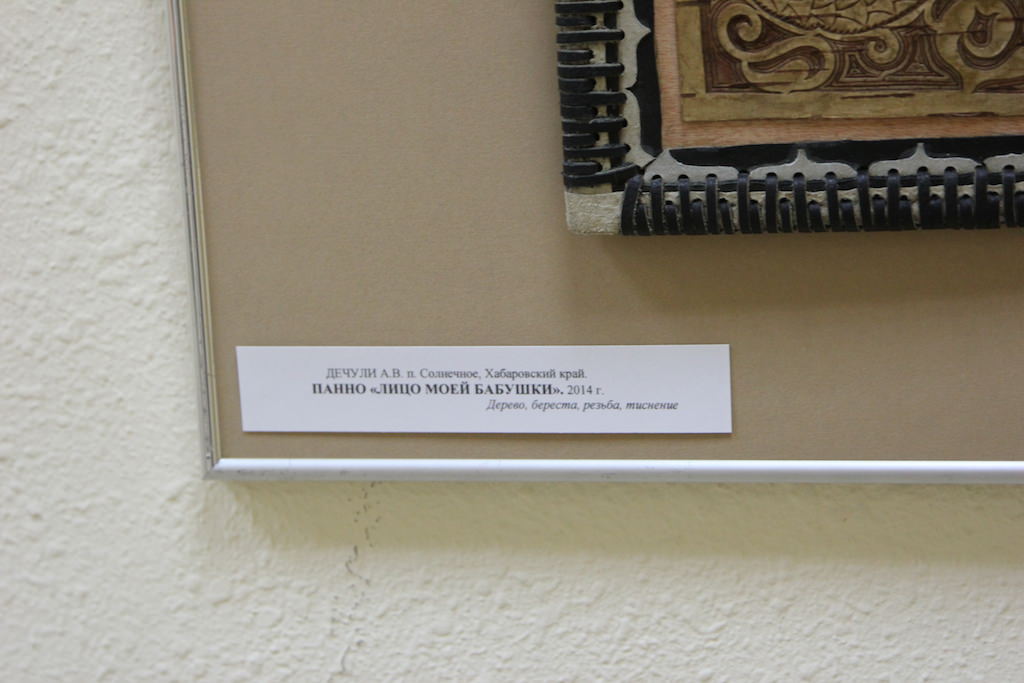 ДЕЧУЛИ А.В. п. Солнечное, Хабаровский край.
ПАННО «ЛИЦО МОЕЙ БАБУШКИ». 2014 г.
Дерево, береста, резьба, тиснение